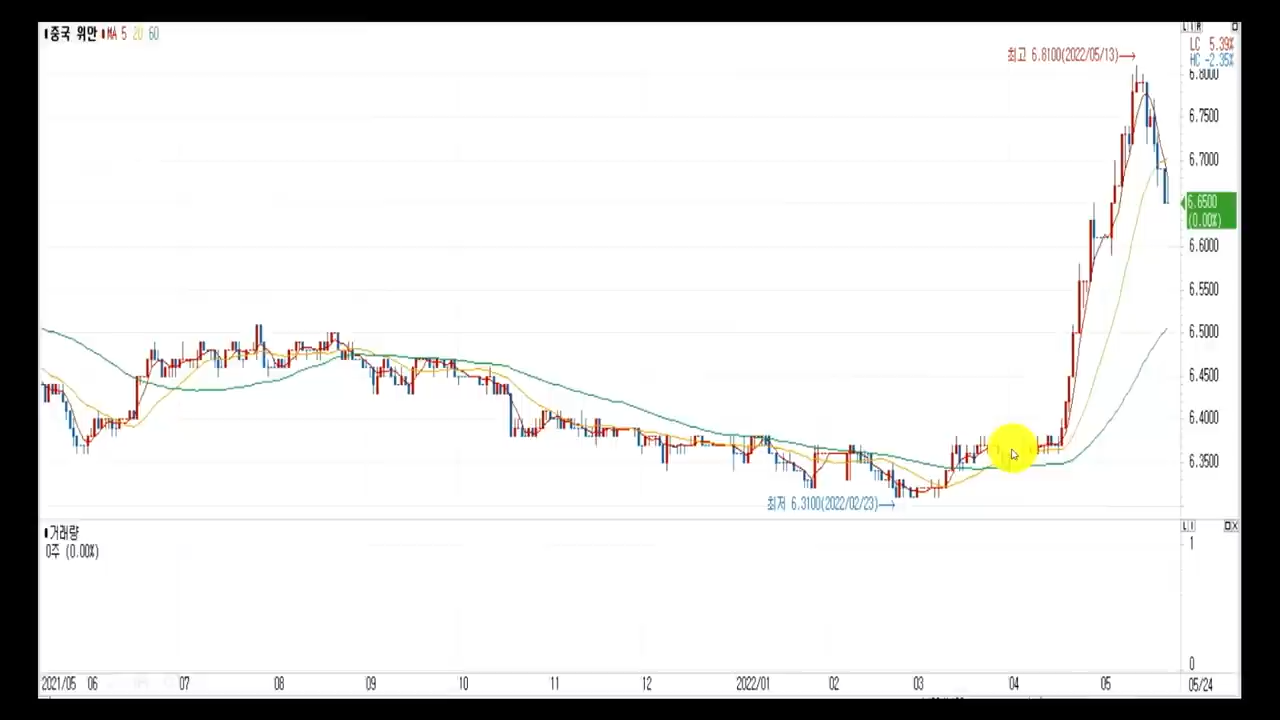 중국 위안 MA 5 20 60
최고 6.8100(2022/05/13)
LC 5.39%
HC -2.35%
6.8000
6.7500
6.7000
6.6500
(0.00%)
6.6000
6.5500
6.5000
6.4500
6.4000
6.3500
최저 6.3100(2022/02/23)
거래량
0주 (0.00%)
1
0
2021/05 06 07 08 09 10 11 12 2022/01 02 03 04 05 05/24